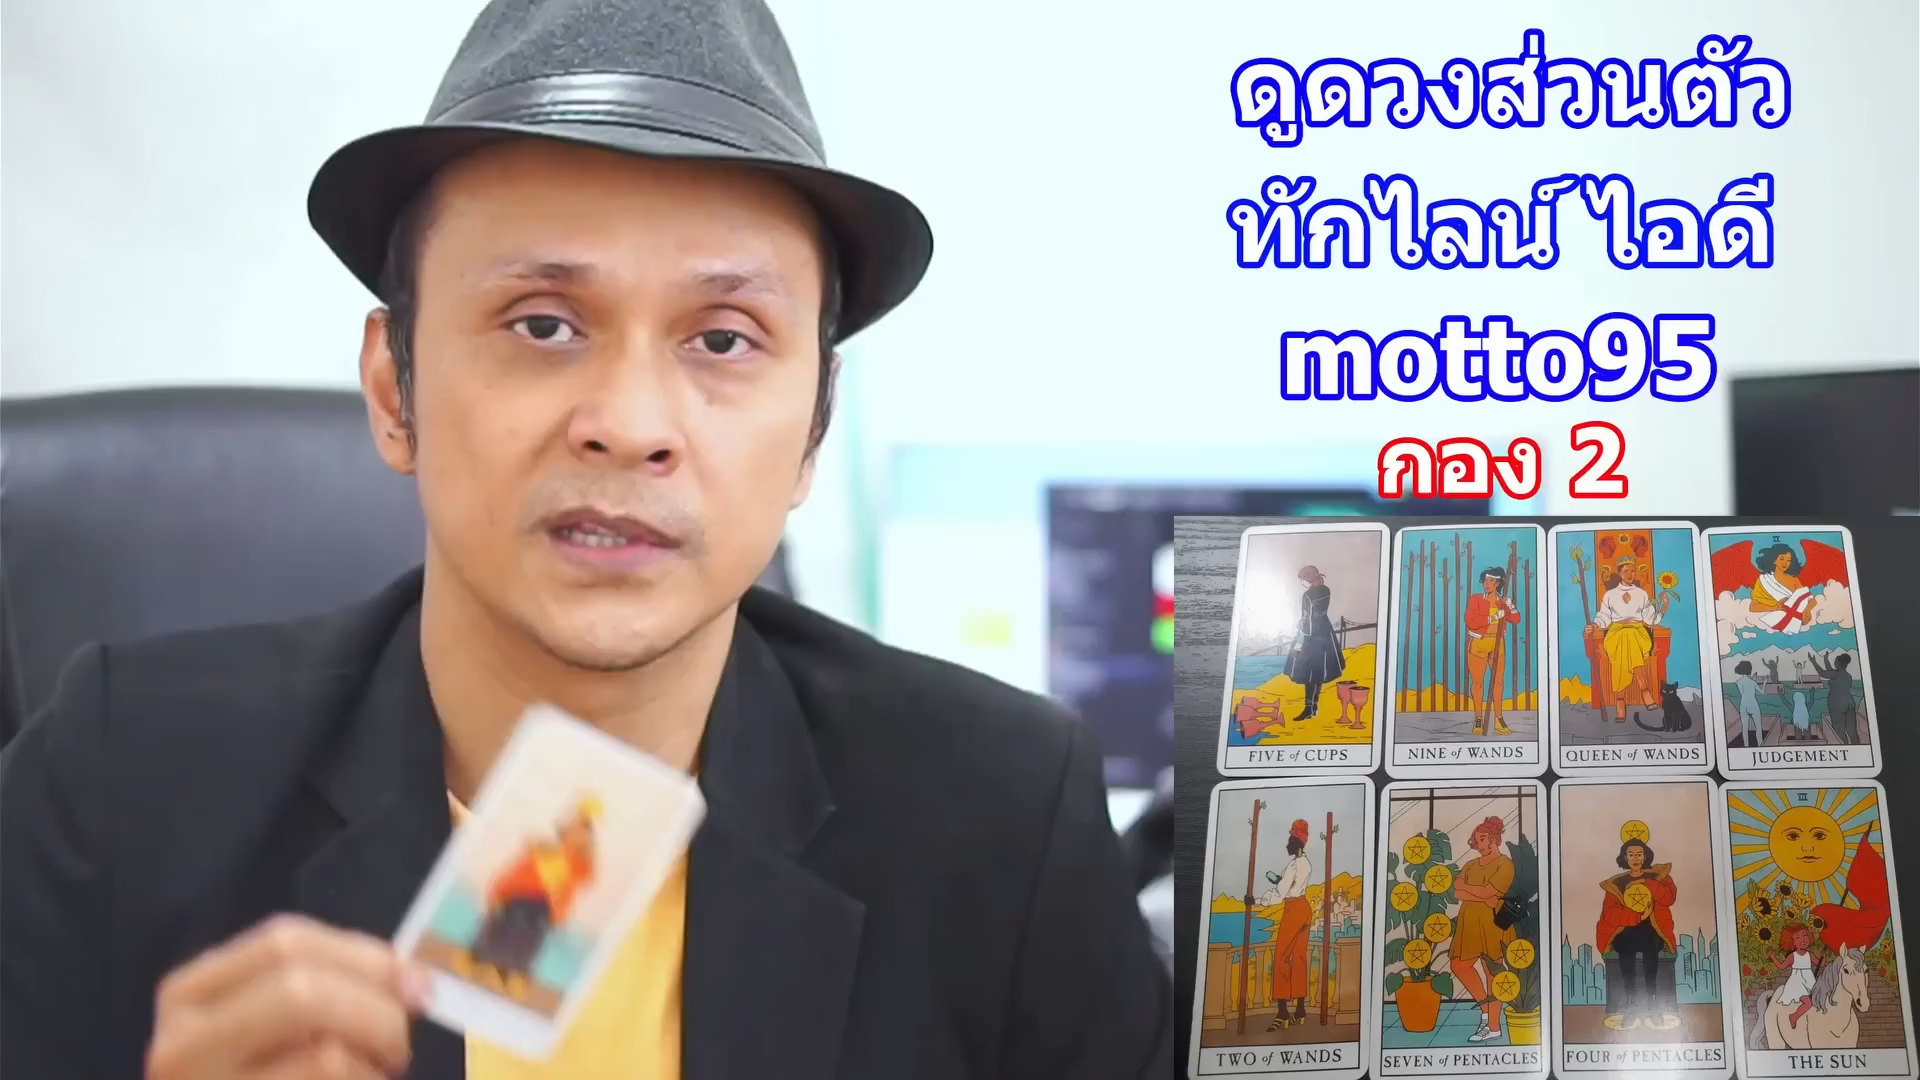 ดูดวงส่วนตัว
ทักไลน์ ไอดี
motto95
กอง 2
FIVE of CUPS
NINE of WANDS
QUEEN of WANDS
JUDGEMENT
TWO of WANDS
SEVEN of PENTACLES
FOUR of PENTACLES
III
THE SUN